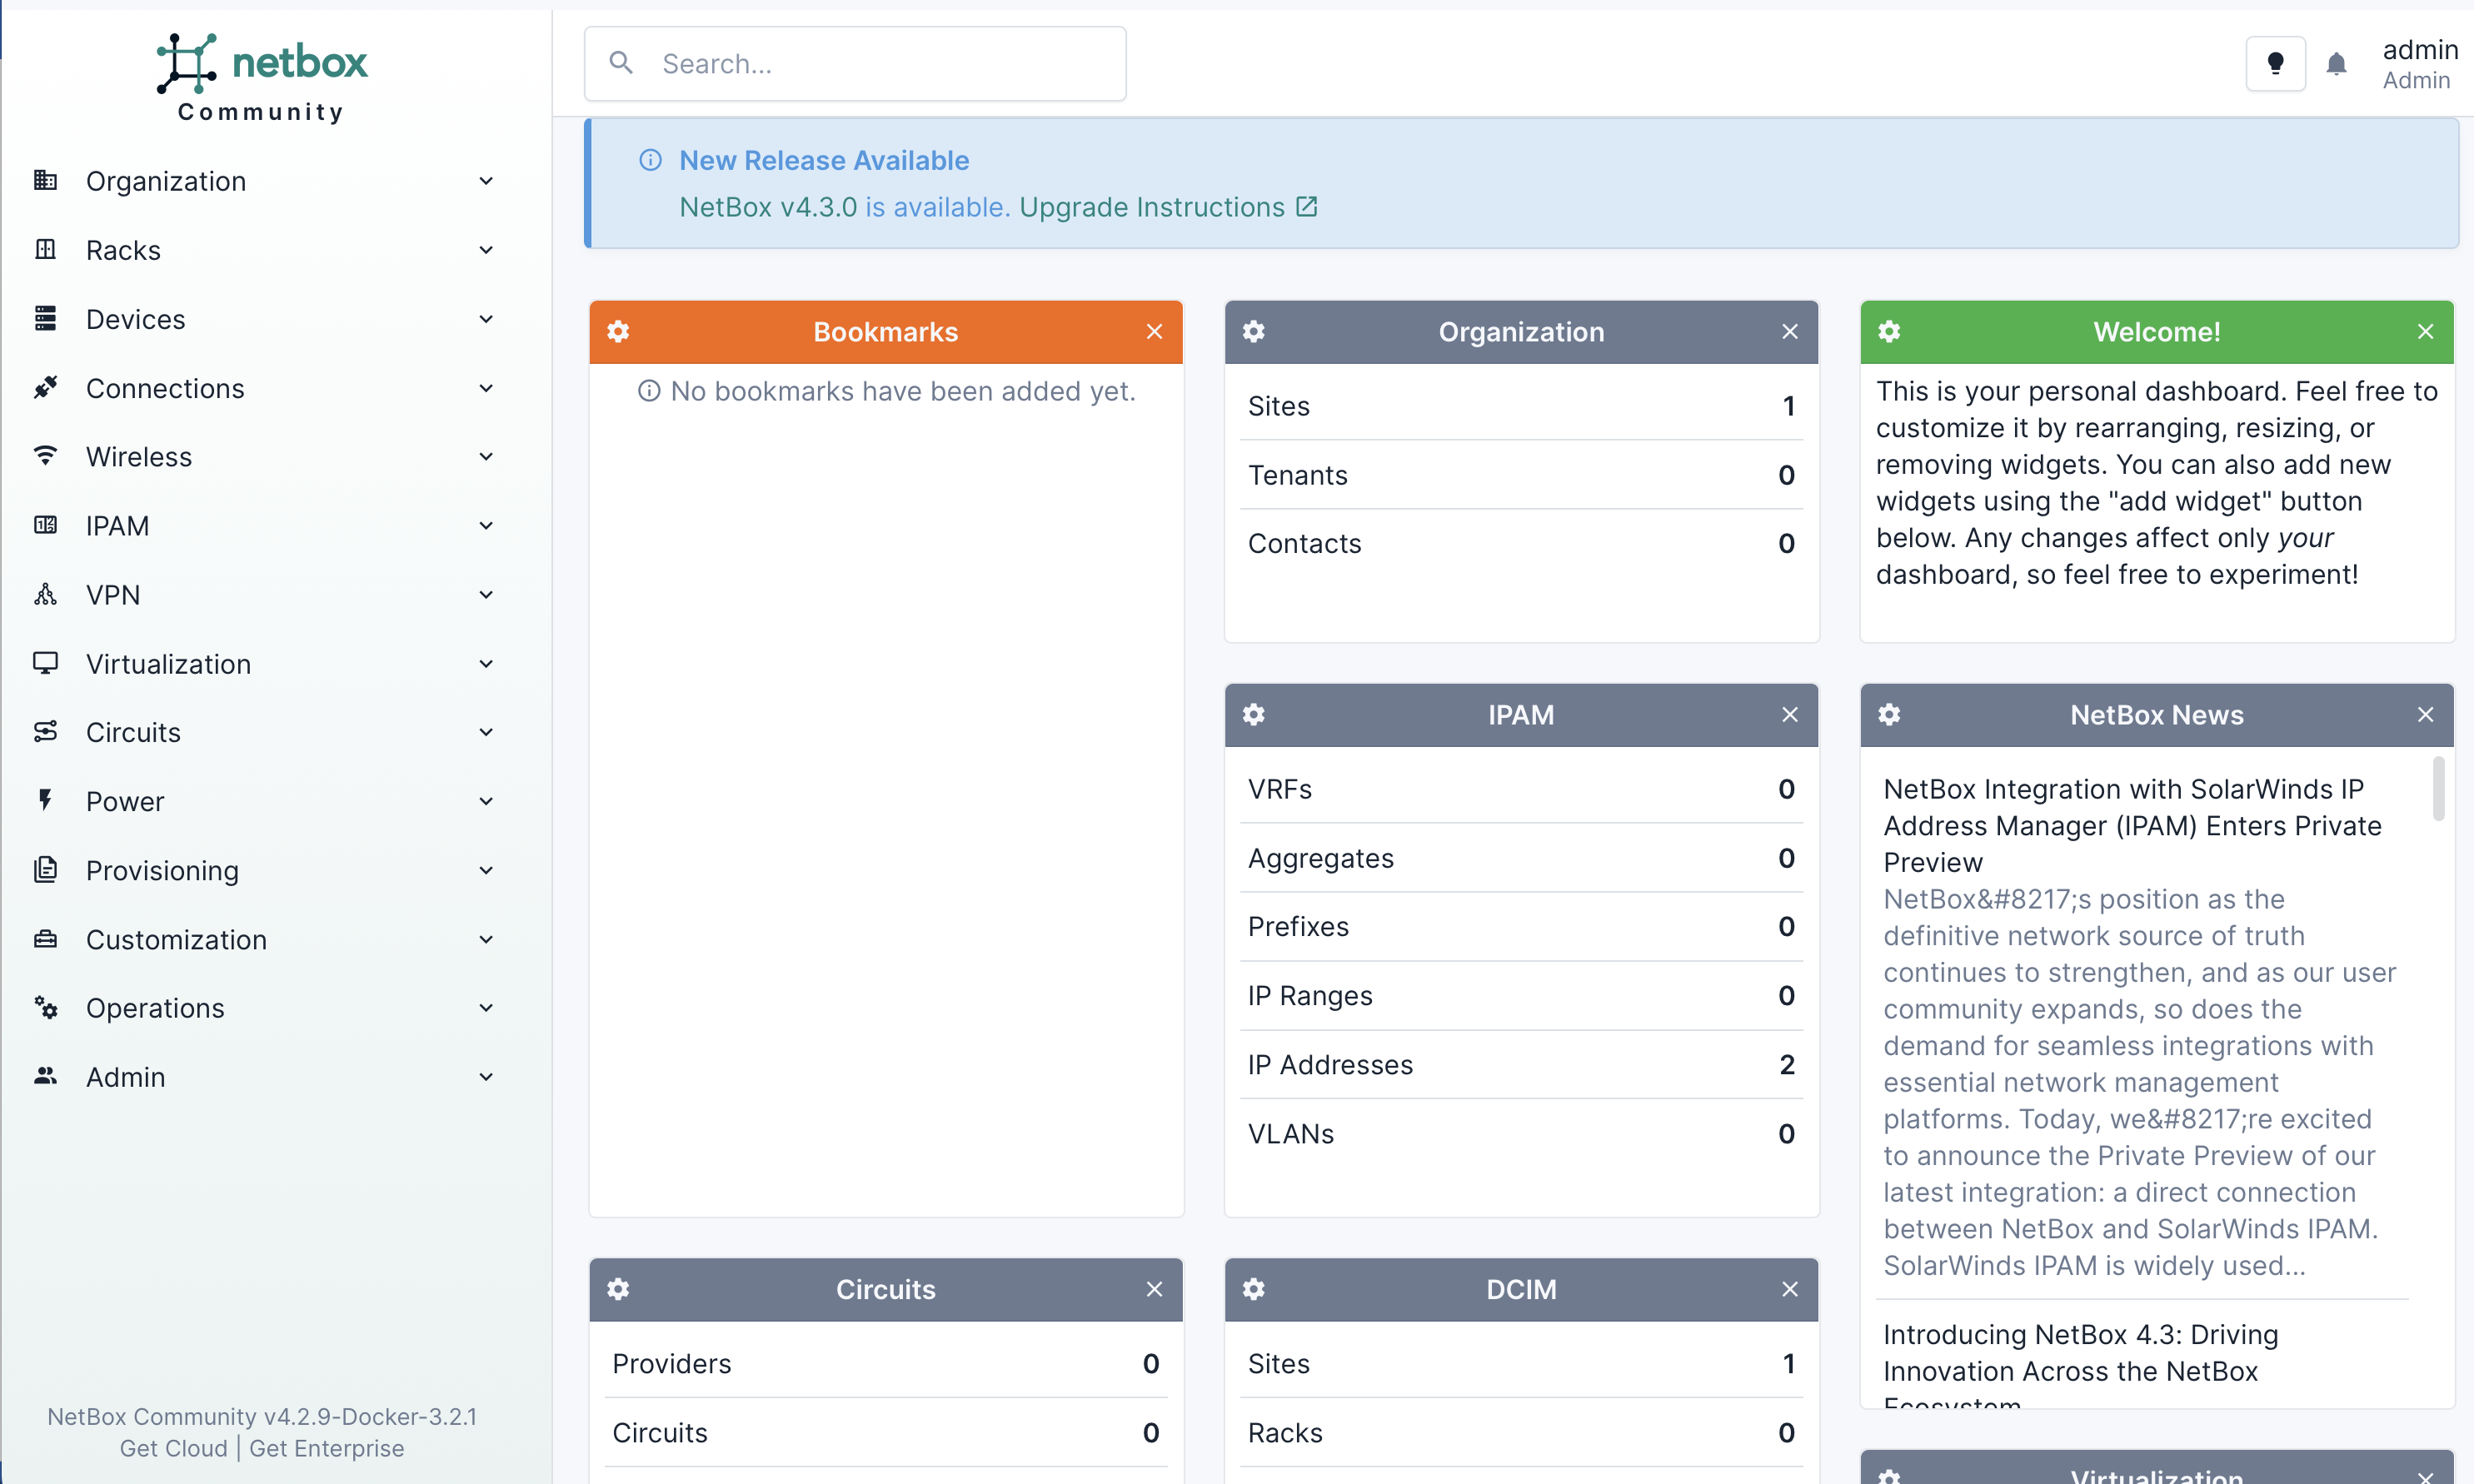 netbox
Community
Organization
Racks
Devices
Connections
Wireless
IPAM
VPN
Virtualization
Circuits
Power
Provisioning
Customization
Operations
Admin
NetBox Community v4.2.9-Docker-3.2.1
Get Cloud | Get Enterprise
Search...
admin
Admin
New Release Available
NetBox v4.3.0 is available. Upgrade Instructions
Bookmarks
No bookmarks have been added yet.
Organization
Sites 1
Tenants 0
Contacts 0
Welcome!
This is your personal dashboard. Feel free to
customize it by rearranging, resizing, or
removing widgets. You can also add new
widgets using the "add widget" button
below. Any changes affect only your
dashboard, so feel free to experiment!
IPAM
VRFs 0
Aggregates 0
Prefixes 0
IP Ranges 0
IP Addresses 2
VLANs 0
NetBox News
NetBox Integration with SolarWinds IP
Address Manager (IPAM) Enters Private
Preview
NetBox&#8217;s position as the
definitive network source of truth
continues to strengthen, and as our user
community expands, so does the
demand for seamless integrations with
essential network management
platforms. Today, we&#8217;re excited
to announce the Private Preview of our
latest integration: a direct connection
between NetBox and SolarWinds IPAM.
SolarWinds IPAM is widely used...
Introducing NetBox 4.3: Driving
Innovation Across the NetBox
Ecosystem
Circuits
Providers 0
Circuits 0
DCIM
Sites 1
Racks 0
Virtualization